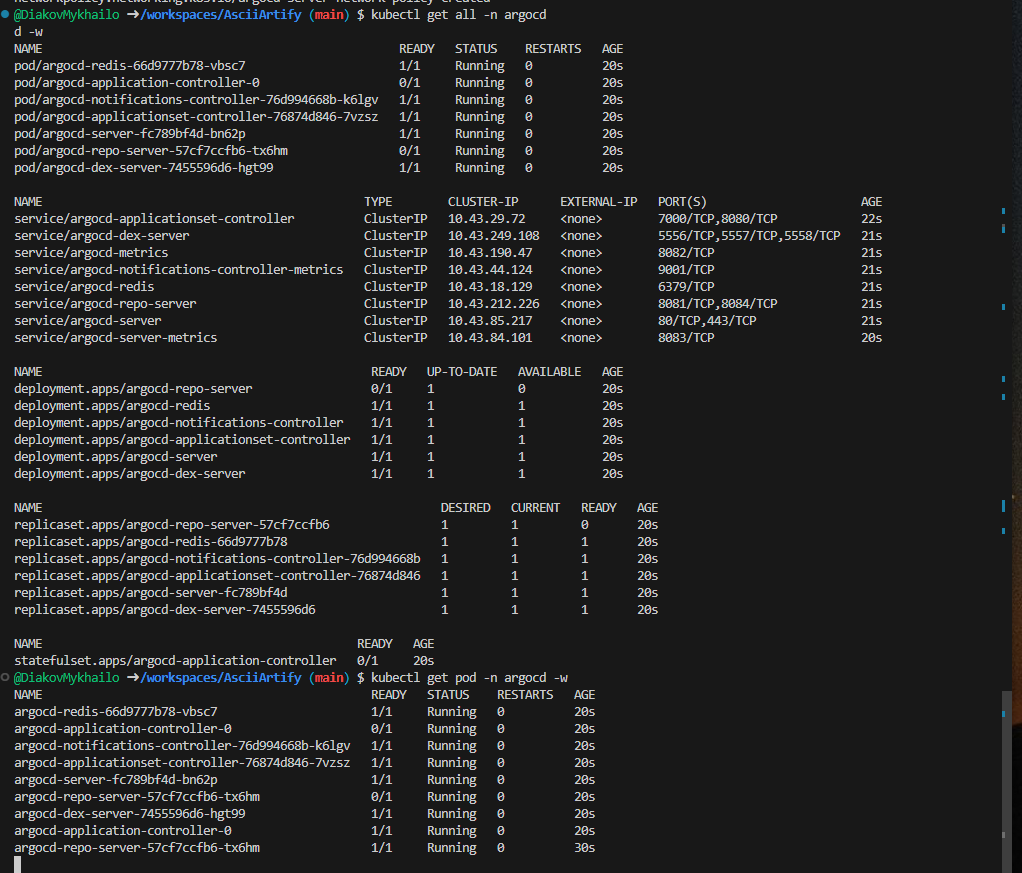 @DiakovMykhailo ➜/workspaces/AsciiArtify (main) $ kubectl get all -n argocd
d -w
NAME READY STATUS RESTARTS AGE
pod/argocd-redis-66d9777b78-vbsc7 1/1 Running 0 20s
pod/argocd-application-controller-0 0/1 Running 0 20s
pod/argocd-notifications-controller-76d994668b-k6lgv 1/1 Running 0 20s
pod/argocd-applicationset-controller-76874d846-7vzsz 1/1 Running 0 20s
pod/argocd-server-fc789bf4d-bn62p 1/1 Running 0 20s
pod/argocd-repo-server-57cf7ccfb6-tx6hm 0/1 Running 0 20s
pod/argocd-dex-server-7455596d6-hgt99 1/1 Running 0 20s
NAME TYPE CLUSTER-IP EXTERNAL-IP PORT(S) AGE
service/argocd-applicationset-controller ClusterIP 10.43.29.72 <none> 7000/TCP,8080/TCP 22s
service/argocd-dex-server ClusterIP 10.43.249.108 <none> 5556/TCP,5557/TCP,5558/TCP 21s
service/argocd-metrics ClusterIP 10.43.190.47 <none> 8082/TCP 21s
service/argocd-notifications-controller-metrics ClusterIP 10.43.44.124 <none> 9001/TCP 21s
service/argocd-redis ClusterIP 10.43.18.129 <none> 6379/TCP 21s
service/argocd-repo-server ClusterIP 10.43.212.226 <none> 8081/TCP,8084/TCP 21s
service/argocd-server ClusterIP 10.43.85.217 <none> 80/TCP,443/TCP 21s
service/argocd-server-metrics ClusterIP 10.43.84.101 <none> 8083/TCP 20s
NAME READY UP-TO-DATE AVAILABLE AGE
deployment.apps/argocd-repo-server 0/1 1 0 20s
deployment.apps/argocd-redis 1/1 1 1 20s
deployment.apps/argocd-notifications-controller 1/1 1 1 20s
deployment.apps/argocd-applicationset-controller 1/1 1 1 20s
deployment.apps/argocd-server 1/1 1 1 20s
deployment.apps/argocd-dex-server 1/1 1 1 20s
NAME DESIRED CURRENT READY AGE
replicaset.apps/argocd-repo-server-57cf7ccfb6 1 1 0 20s
replicaset.apps/argocd-redis-66d9777b78 1 1 1 20s
replicaset.apps/argocd-notifications-controller-76d994668b 1 1 1 20s
replicaset.apps/argocd-applicationset-controller-76874d846 1 1 1 20s
replicaset.apps/argocd-server-fc789bf4d 1 1 1 20s
replicaset.apps/argocd-dex-server-7455596d6 1 1 1 20s
NAME READY AGE
statefulset.apps/argocd-application-controller 0/1 20s
@DiakovMykhailo ➜/workspaces/AsciiArtify (main) $ kubectl get pod -n argocd -w
NAME READY STATUS RESTARTS AGE
argocd-redis-66d9777b78-vbsc7 1/1 Running 0 20s
argocd-application-controller-0 0/1 Running 0 20s
argocd-notifications-controller-76d994668b-k6lgv 1/1 Running 0 20s
argocd-applicationset-controller-76874d846-7vzsz 1/1 Running 0 20s
argocd-server-fc789bf4d-bn62p 1/1 Running 0 20s
argocd-repo-server-57cf7ccfb6-tx6hm 0/1 Running 0 20s
argocd-dex-server-7455596d6-hgt99 1/1 Running 0 20s
argocd-application-controller-0 1/1 Running 0 20s
argocd-repo-server-57cf7ccfb6-tx6hm 1/1 Running 0 30s